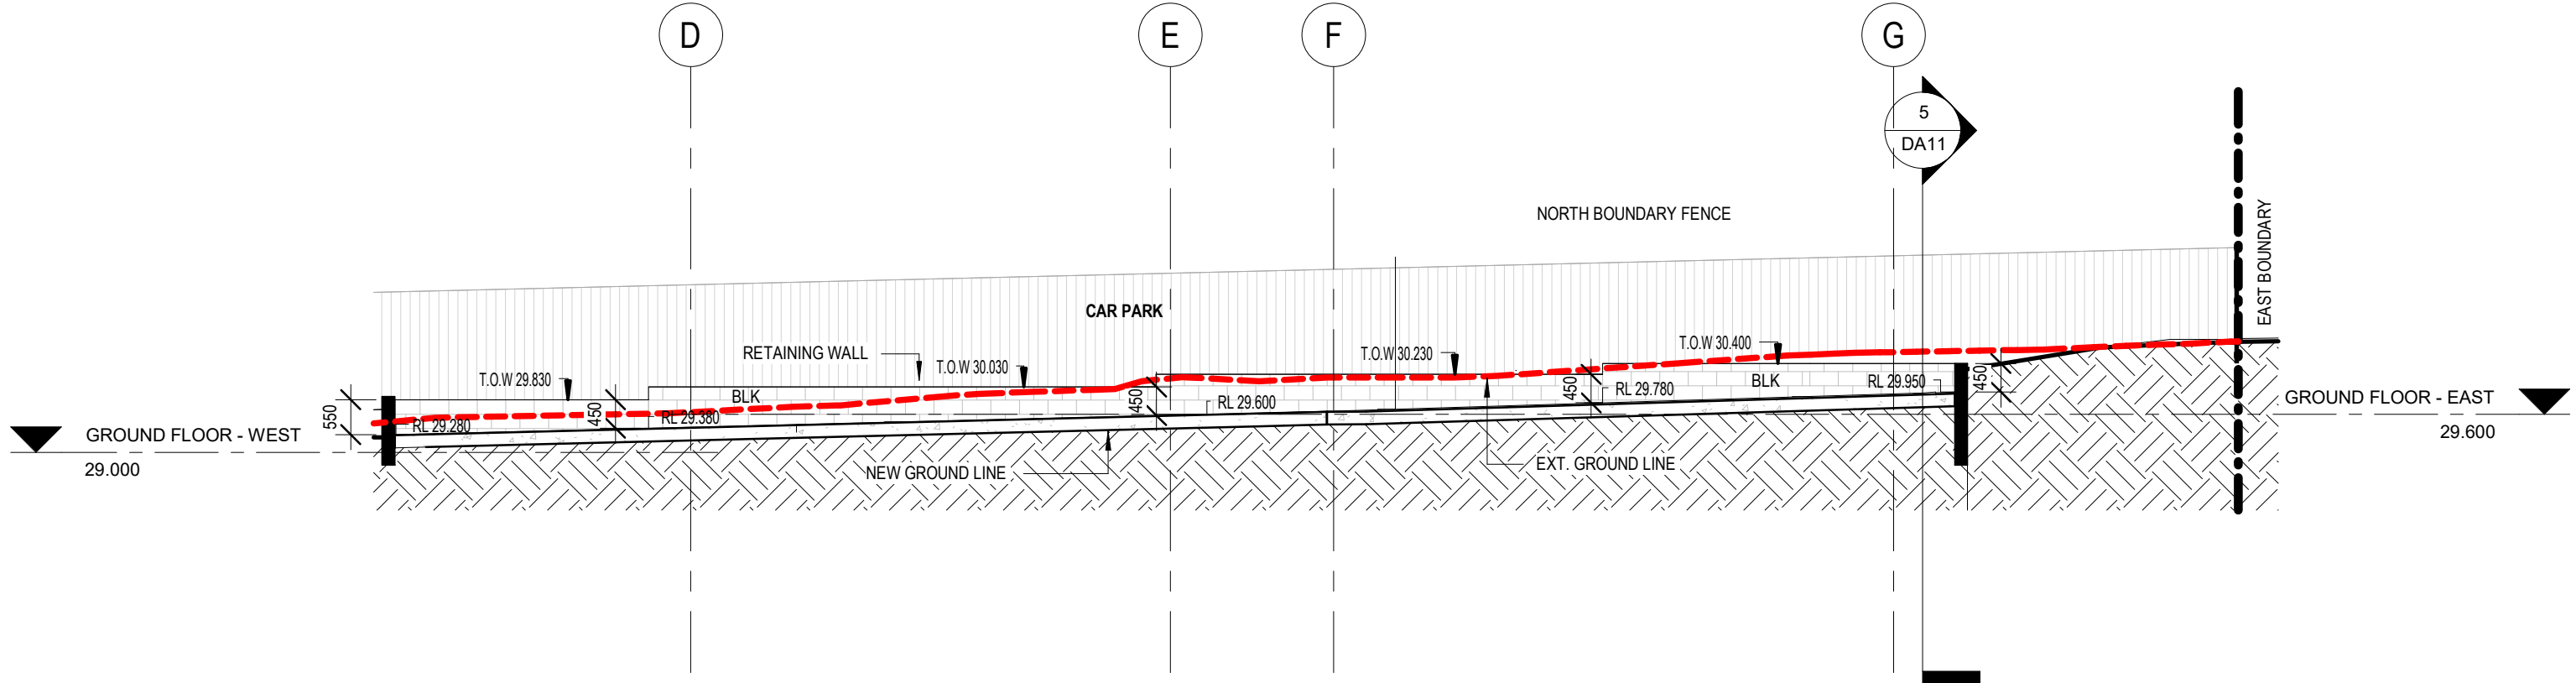 D
E
F
G
5
DA11
NORTH BOUNDARY FENCE
EAST BOUNDARY
CAR PARK
RETAINING WALL
T.O.W 29.830
T.O.W 30.030
T.O.W 30.230
T.O.W 30.400
BLK
BLK
550
450
450
450
450
RL 29.280
RL 29.380
RL 29.600
RL 29.780
RL 29.950
GROUND FLOOR - WEST
29.000
GROUND FLOOR - EAST
29.600
NEW GROUND LINE
EXT. GROUND LINE